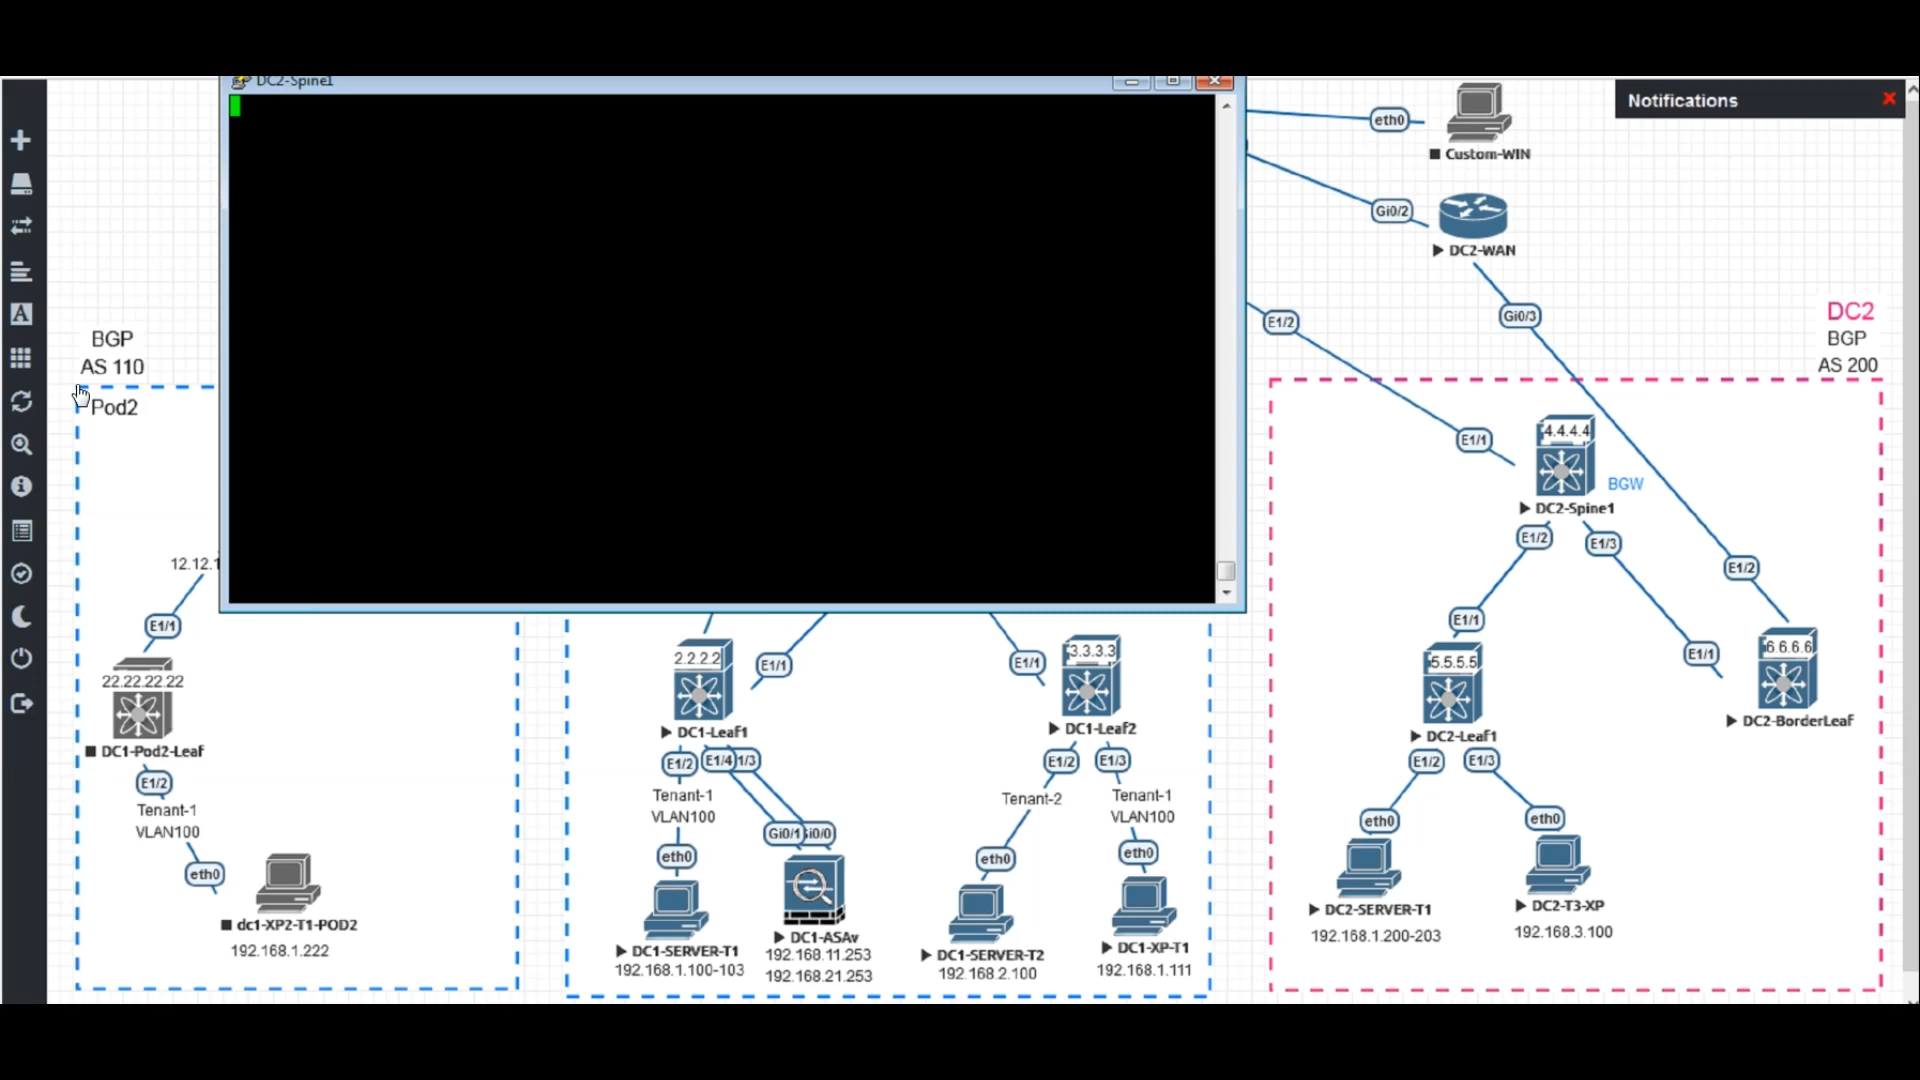 DC2-Spine1
Notifications
eth0
Custom-WIN
Gi0/2
DC2-WAN
Gi0/3
E1/2
DC2
BGP
AS 200
BGP
AS 110
Pod2
E1/1
4.4.4.4
BGW
DC2-Spine1
E1/2
E1/3
E1/2
12.12.1
E1/1
22.22.22.22
DC1-Pod2-Leaf
E1/2
Tenant-1
VLAN100
eth0
dc1-XP2-T1-POD2
192.168.1.222
2.2.2.2
E1/1
DC1-Leaf1
E1/2
E1/4
1/3
Tenant-1
VLAN100
Gi0/1
Gi0/0
eth0
DC1-SERVER-T1
192.168.1.100-103
DC1-ASAv
192.168.11.253
192.168.21.253
E1/1
3.3.3.3
DC1-Leaf2
E1/2
E1/3
Tenant-2
Tenant-1
VLAN100
eth0
eth0
DC1-SERVER-T2
192.168.2.100
DC1-XP-T1
192.168.1.111
E1/1
5.5.5.5
DC2-Leaf1
E1/2
E1/3
eth0
eth0
DC2-SERVER-T1
192.168.1.200-203
DC2-T3-XP
192.168.3.100
E1/1
6.6.6.6
DC2-BorderLeaf